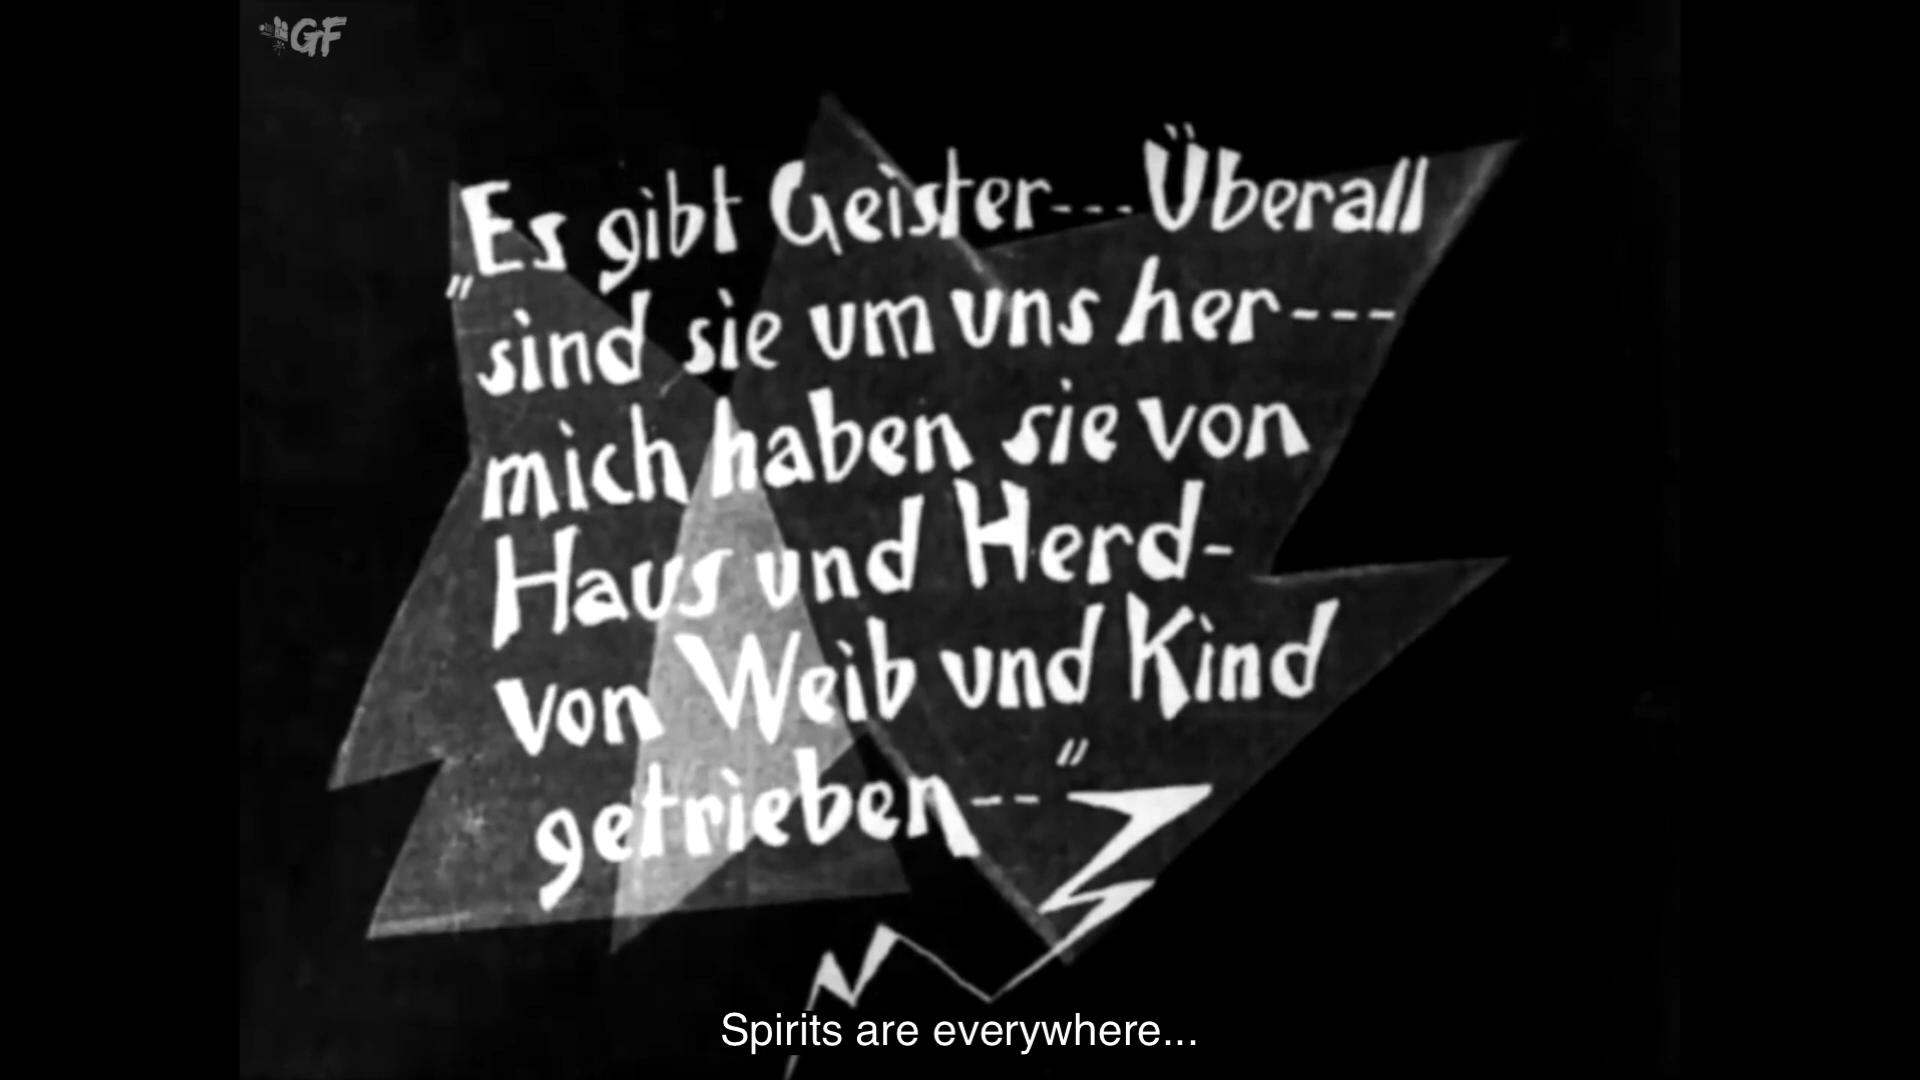 GF
„Es gibt Geister---Überall
sind sie um uns her---
mich haben sie von
Haus und Herd-
von Weib und Kind
getrieben--"
Spirits are everywhere...